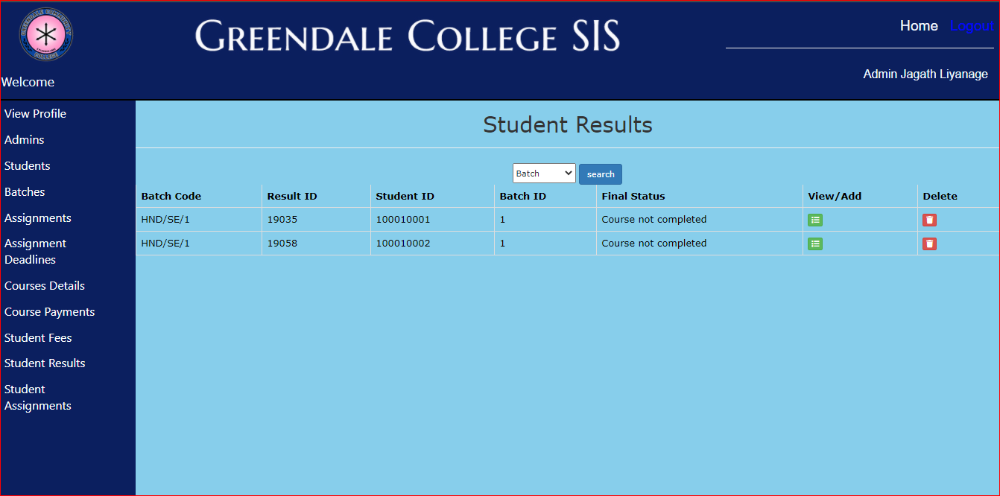 GREENDALE COMMUNITY
COLLEGE
GREENDALE COLLEGE SIS
Home Logout
Welcome
Admin Jagath Liyanage
View Profile
Admins
Students
Batches
Assignments
Assignment
Deadlines
Courses Details
Course Payments
Student Fees
Student Results
Student
Assignments
Student Results
Batch search
Batch Code Result ID Student ID Batch ID Final Status View/Add Delete
HND/SE/1 19035 100010001 1 Course not completed
HND/SE/1 19058 100010002 1 Course not completed